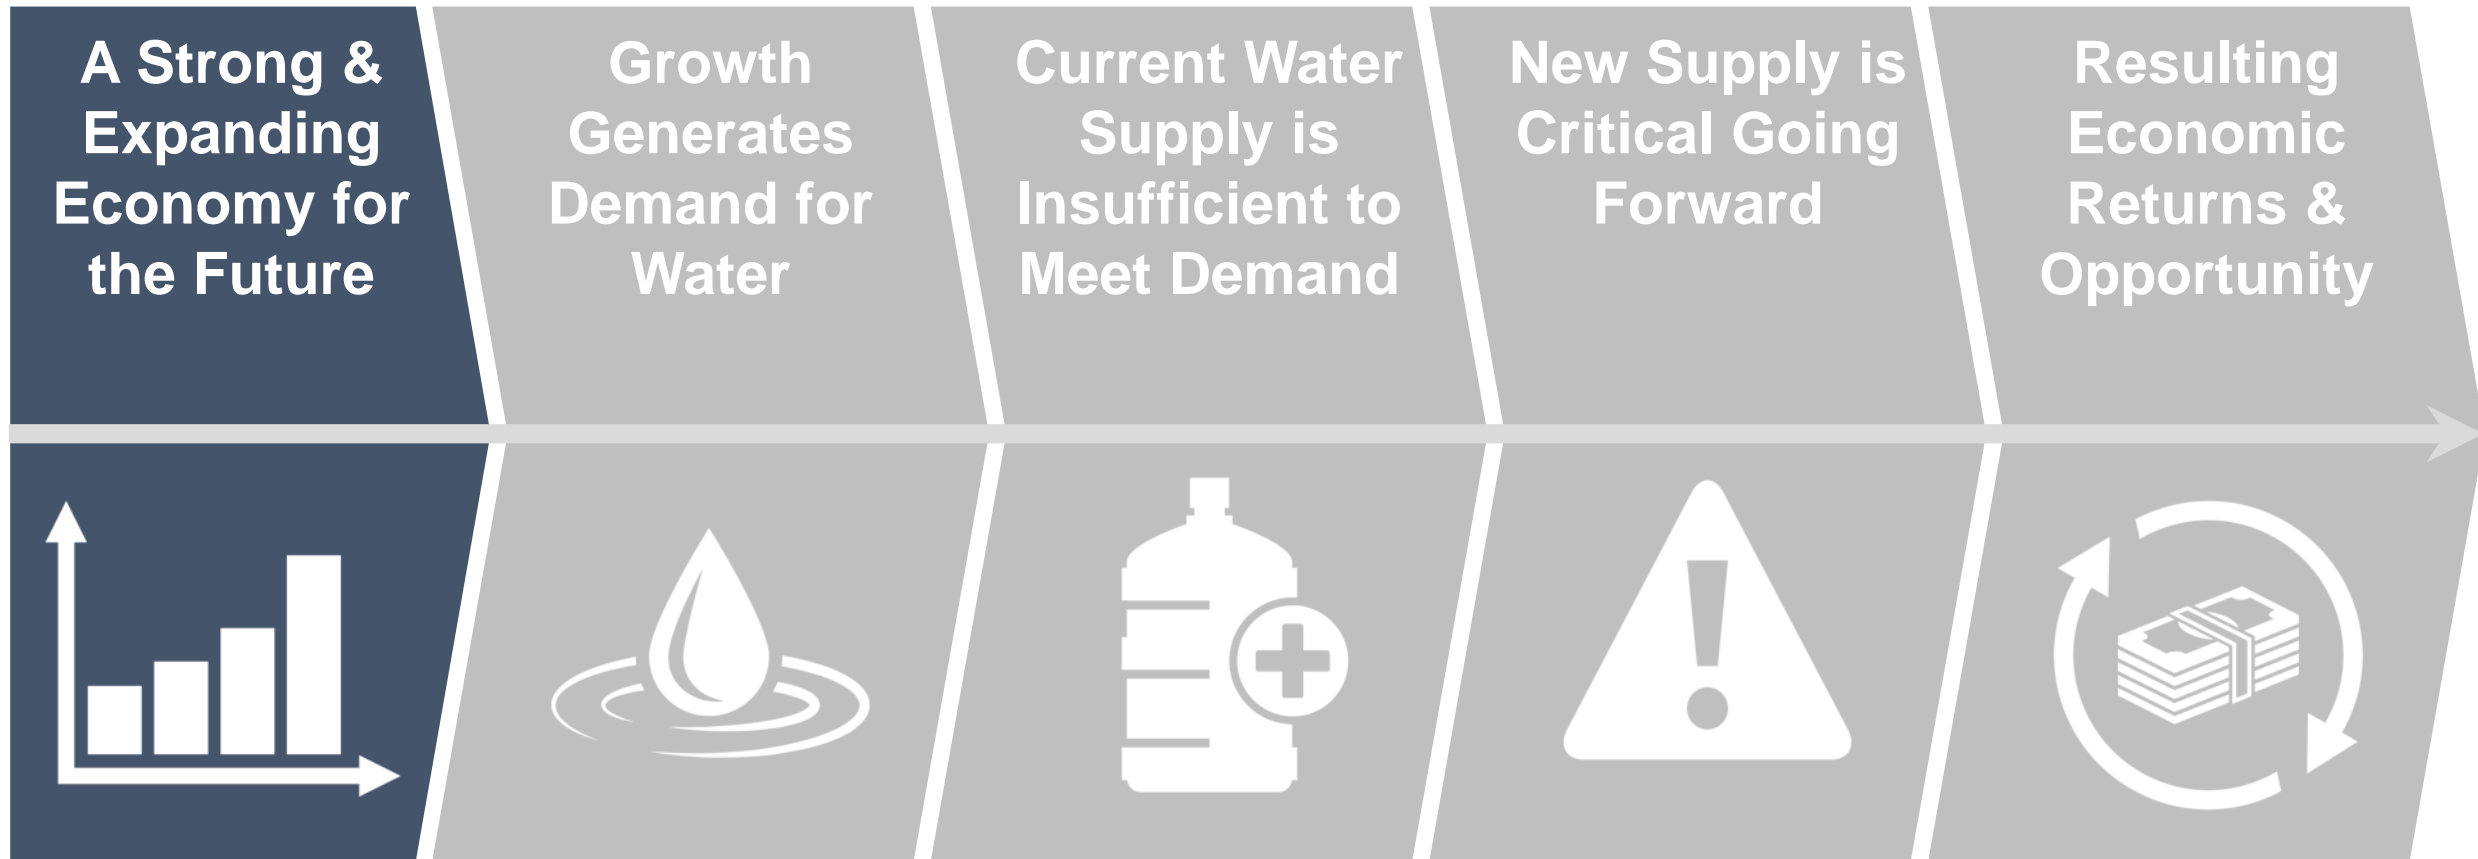 A Strong &
Expanding
Economy for
the Future
Growth
Generates
Demand for
Water
Current Water
Supply is
Insufficient to
Meet Demand
New Supply is
Critical Going
Forward
Resulting
Economic
Returns &
Opportunity